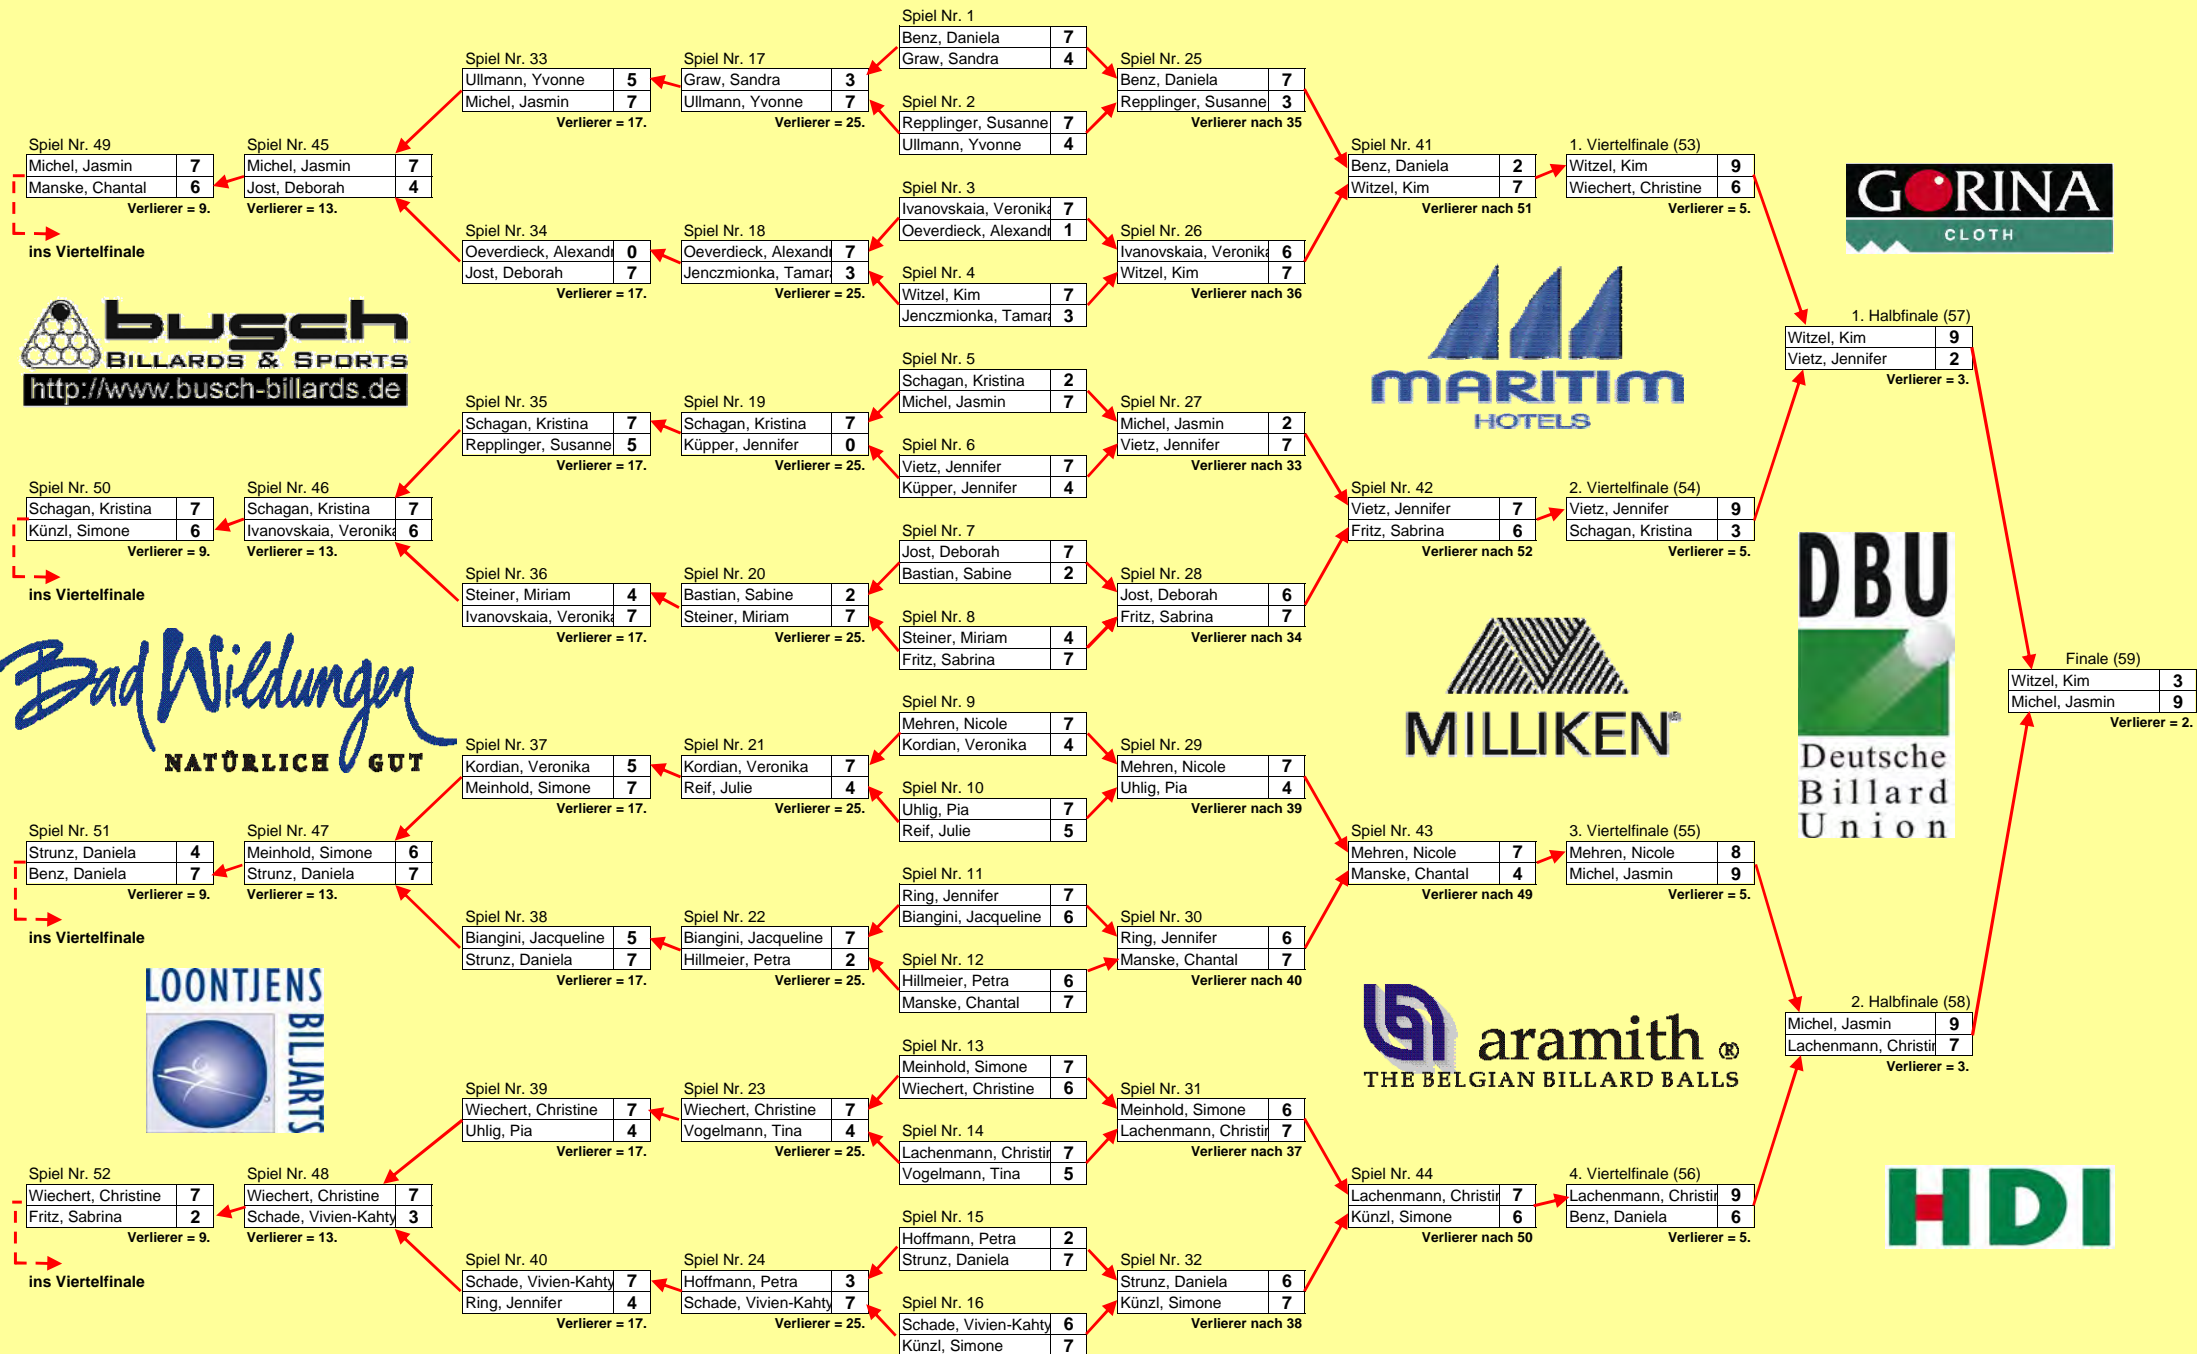 Spiel Nr. 1
Benz, Daniela 7
Graw, Sandra 4
Spiel Nr. 2
Repplinger, Susanne 7
Ullmann, Yvonne 4
Spiel Nr. 3
Ivanovskaia, Veronika 7
Oeverdieck, Alexandr 1
Spiel Nr. 4
Witzel, Kim 7
Jenczmionka, Tamara 3
Spiel Nr. 5
Schagan, Kristina 2
Michel, Jasmin 7
Spiel Nr. 6
Vietz, Jennifer 7
Küpper, Jennifer 4
Spiel Nr. 7
Jost, Deborah 7
Bastian, Sabine 2
Spiel Nr. 8
Steiner, Miriam 4
Fritz, Sabrina 7
Spiel Nr. 9
Mehren, Nicole 7
Kordian, Veronika 4
Spiel Nr. 10
Uhlig, Pia 7
Reif, Julie 5
Spiel Nr. 11
Ring, Jennifer 7
Biangini, Jacqueline 6
Spiel Nr. 12
Hillmeier, Petra 6
Manske, Chantal 7
Spiel Nr. 13
Meinhold, Simone 7
Wiechert, Christine 6
Spiel Nr. 14
Lachenmann, Christin 7
Vogelmann, Tina 5
Spiel Nr. 15
Hoffmann, Petra 2
Strunz, Daniela 7
Spiel Nr. 16
Schade, Vivien-Kahty 6
Künzl, Simone 7
Spiel Nr. 17
Graw, Sandra 3
Ullmann, Yvonne 7
Verlierer = 25.
Spiel Nr. 18
Oeverdieck, Alexandr 7
Jenczmionka, Tamara 3
Verlierer = 25.
Spiel Nr. 19
Schagan, Kristina 7
Küpper, Jennifer 0
Verlierer = 25.
Spiel Nr. 20
Bastian, Sabine 2
Steiner, Miriam 7
Verlierer = 25.
Spiel Nr. 21
Kordian, Veronika 7
Reif, Julie 4
Verlierer = 25.
Spiel Nr. 22
Biangini, Jacqueline 7
Hillmeier, Petra 2
Verlierer = 25.
Spiel Nr. 23
Wiechert, Christine 7
Vogelmann, Tina 4
Verlierer = 25.
Spiel Nr. 24
Hoffmann, Petra 3
Schade, Vivien-Kahty 7
Verlierer = 25.
Spiel Nr. 25
Benz, Daniela 7
Repplinger, Susanne 3
Verlierer nach 35
Spiel Nr. 26
Ivanovskaia, Veronika 6
Witzel, Kim 7
Verlierer nach 36
Spiel Nr. 27
Michel, Jasmin 2
Vietz, Jennifer 7
Verlierer nach 33
Spiel Nr. 28
Jost, Deborah 6
Fritz, Sabrina 7
Verlierer nach 34
Spiel Nr. 29
Mehren, Nicole 7
Uhlig, Pia 4
Verlierer nach 39
Spiel Nr. 30
Ring, Jennifer 6
Manske, Chantal 7
Verlierer nach 40
Spiel Nr. 31
Meinhold, Simone 6
Lachenmann, Christin 7
Verlierer nach 37
Spiel Nr. 32
Strunz, Daniela 6
Künzl, Simone 7
Verlierer nach 38
Spiel Nr. 33
Ullmann, Yvonne 5
Michel, Jasmin 7
Verlierer = 17.
Spiel Nr. 34
Oeverdieck, Alexandr 0
Jost, Deborah 7
Verlierer = 17.
Spiel Nr. 35
Schagan, Kristina 7
Repplinger, Susanne 5
Verlierer = 17.
Spiel Nr. 36
Steiner, Miriam 4
Ivanovskaia, Veronika 7
Verlierer = 17.
Spiel Nr. 37
Kordian, Veronika 5
Meinhold, Simone 7
Verlierer = 17.
Spiel Nr. 38
Biangini, Jacqueline 5
Strunz, Daniela 7
Verlierer = 17.
Spiel Nr. 39
Wiechert, Christine 7
Uhlig, Pia 4
Verlierer = 17.
Spiel Nr. 40
Schade, Vivien-Kahty 7
Ring, Jennifer 4
Verlierer = 17.
Spiel Nr. 41
Benz, Daniela 2
Witzel, Kim 7
Verlierer nach 51
Spiel Nr. 42
Vietz, Jennifer 7
Fritz, Sabrina 6
Verlierer nach 52
Spiel Nr. 43
Mehren, Nicole 7
Manske, Chantal 4
Verlierer nach 49
Spiel Nr. 44
Lachenmann, Christin 7
Künzl, Simone 6
Verlierer nach 50
Spiel Nr. 45
Michel, Jasmin 7
Jost, Deborah 4
Verlierer = 13.
Spiel Nr. 46
Schagan, Kristina 7
Ivanovskaia, Veronika 6
Verlierer = 13.
Spiel Nr. 47
Meinhold, Simone 6
Strunz, Daniela 7
Verlierer = 13.
Spiel Nr. 48
Wiechert, Christine 7
Schade, Vivien-Kahty 3
Verlierer = 13.
Spiel Nr. 49
Michel, Jasmin 7
Manske, Chantal 6
Verlierer = 9.
ins Viertelfinale
Spiel Nr. 50
Schagan, Kristina 7
Künzl, Simone 6
Verlierer = 9.
ins Viertelfinale
Spiel Nr. 51
Strunz, Daniela 4
Benz, Daniela 7
Verlierer = 9.
ins Viertelfinale
Spiel Nr. 52
Wiechert, Christine 7
Fritz, Sabrina 2
Verlierer = 9.
ins Viertelfinale
1. Viertelfinale (53)
Witzel, Kim 9
Wiechert, Christine 6
Verlierer = 5.
2. Viertelfinale (54)
Vietz, Jennifer 9
Schagan, Kristina 3
Verlierer = 5.
3. Viertelfinale (55)
Mehren, Nicole 8
Michel, Jasmin 9
Verlierer = 5.
4. Viertelfinale (56)
Lachenmann, Christin 9
Benz, Daniela 6
Verlierer = 5.
1. Halbfinale (57)
Witzel, Kim 9
Vietz, Jennifer 2
Verlierer = 3.
2. Halbfinale (58)
Michel, Jasmin 9
Lachenmann, Christin 7
Verlierer = 3.
Finale (59)
Witzel, Kim 3
Michel, Jasmin 9
Verlierer = 2.
busch
BILLARDS & SPORTS
http://www.busch-billards.de
Bad Wildungen
NATÜRLICH GUT
LOONTJENS
BILJARTS
GORINA
CLOTH
MARITIM
HOTELS
MILLIKEN®
DBU
Deutsche
Billard
Union
aramith ®
THE BELGIAN BILLARD BALLS
HDI